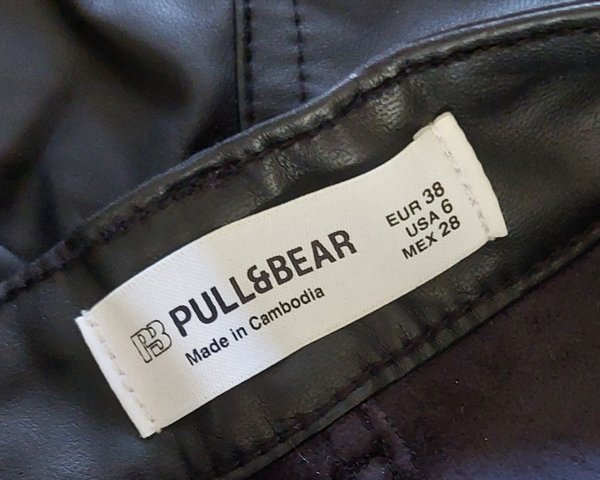 PB PULL&BEAR
Made in Cambodia
EUR 38
USA 6
MEX 28